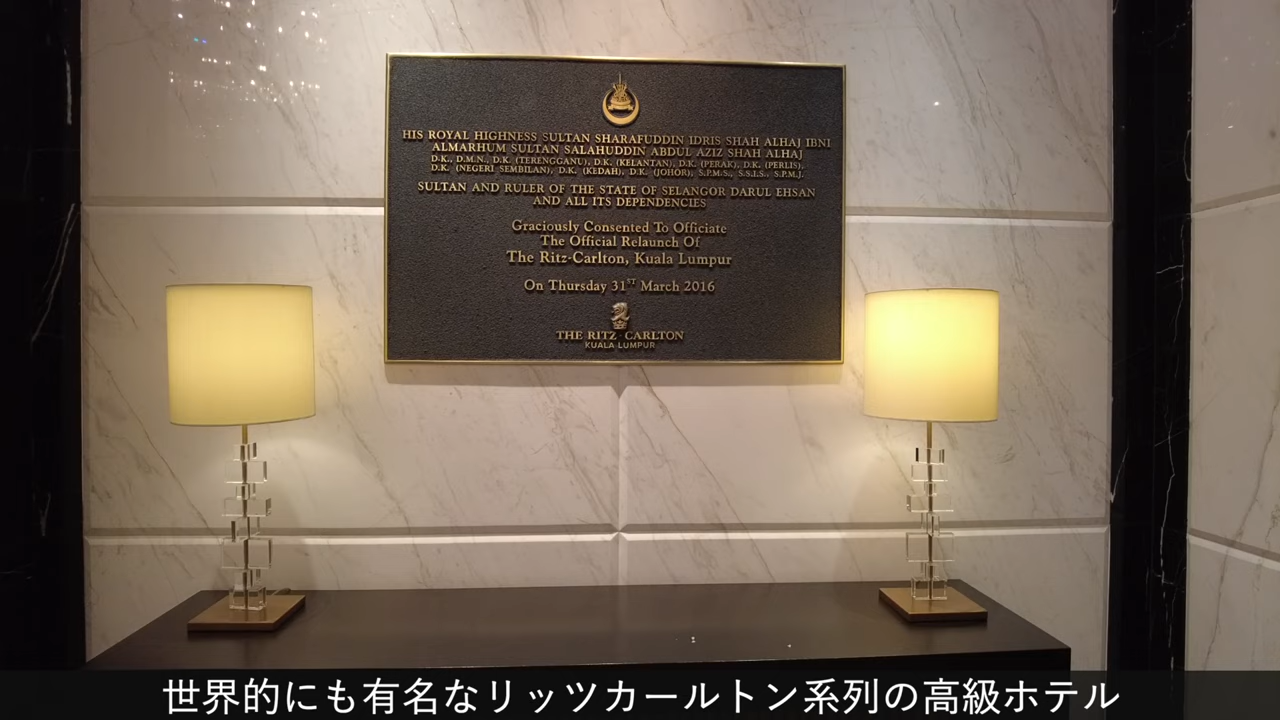 HIS ROYAL HIGHNESS SULTAN SHARAFUDDIN IDRIS SHAH ALHAJ IBNI
ALMARHUM SULTAN SALAHUDDIN ABDUL AZIZ SHAH ALHAJ
D.K., D.M.N., D.K. (TERENGGANU), D.K. (KELANTAN), D.K. (PERAK), D.K. (PERLIS),
D.K. (NEGERI SEMBILAN), D.K. (KEDAH), D.K. (JOHOR), S.P.M.S., S.S.I.S., S.P.M.J.
SULTAN AND RULER OF THE STATE OF SELANGOR DARUL EHSAN
AND ALL ITS DEPENDENCIES
Graciously Consented To Officiate
The Official Relaunch Of
The Ritz-Carlton, Kuala Lumpur
On Thursday 31ST March 2016
THE RITZ-CARLTON
KUALA LUMPUR
世界的にも有名なリッツカールトン系列の高級ホテル